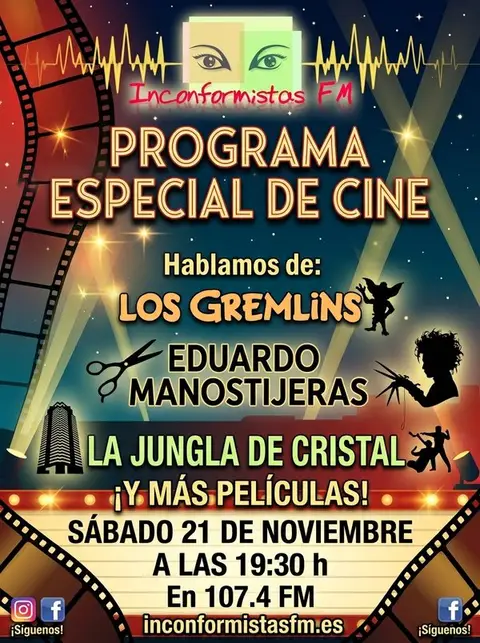 Inconformistas FM
PROGRAMA
ESPECIAL DE CINE
Hablamos de:
LOS GREMLINS
EDUARDO
MANOSTIJERAS
LA JUNGLA DE CRISTAL
¡Y MÁS PELÍCULAS!
SÁBADO 21 DE NOVIEMBRE
A LAS 19:30 h
En 107.4 FM
inconformistasfm.es
¡Síguenos!
¡Síguenos!